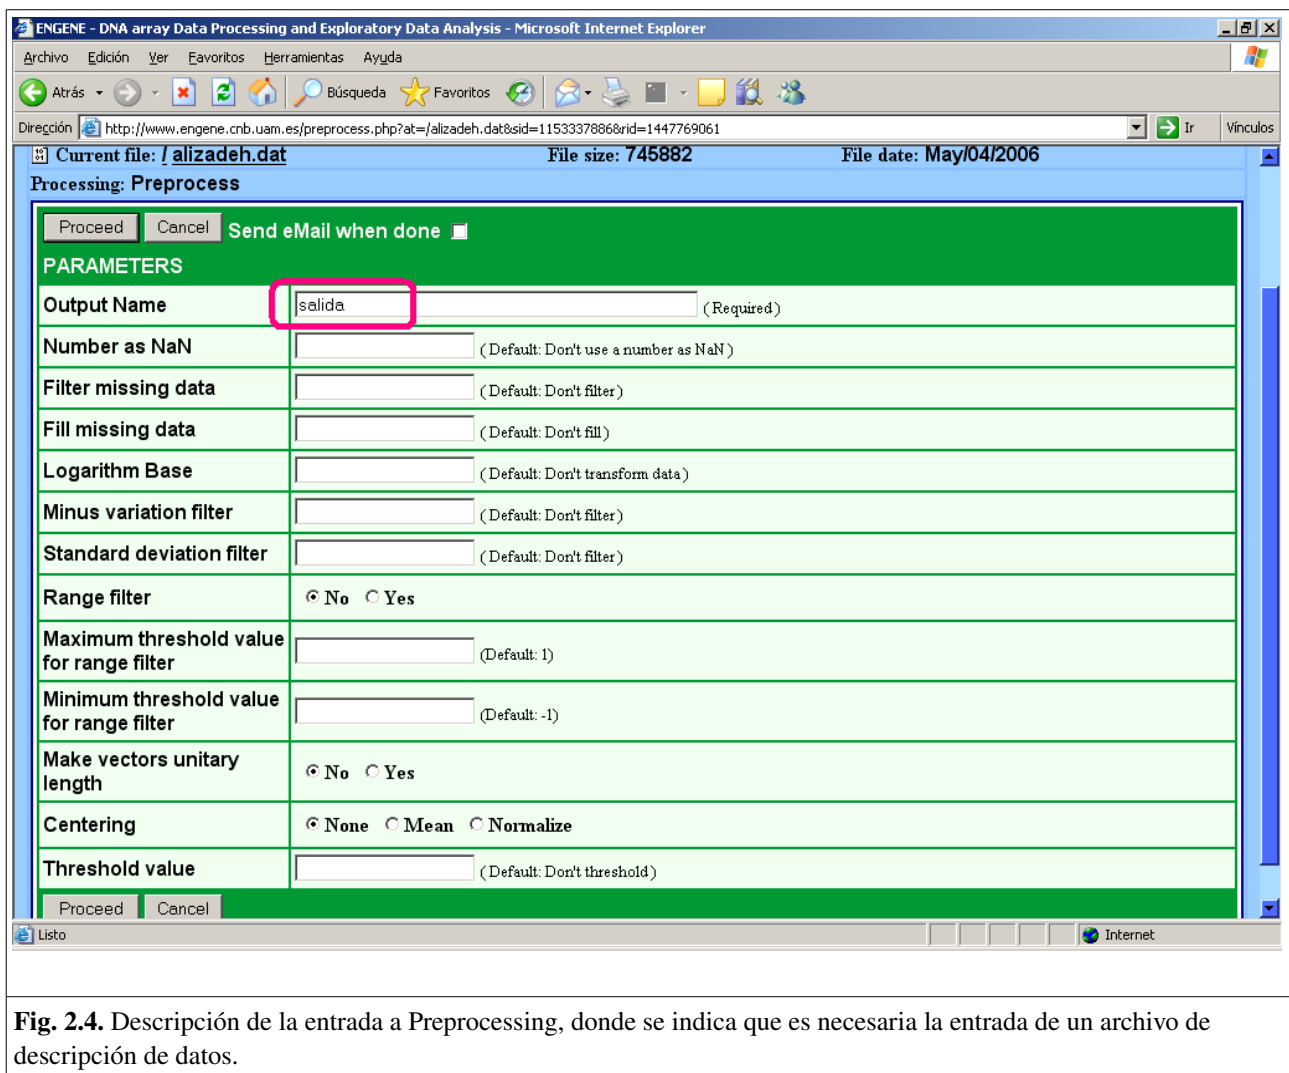 ENGENE - DNA array Data Processing and Exploratory Data Analysis - Microsoft Internet Explorer
Archivo Edición Ver Favoritos Herramientas Ayuda
Atrás Búsqueda Favoritos
Dirección http://www.engene.cnb.uam.es/preprocess.php?at=/alizadeh.dat&sid=1153337886&rid=1447769061 Ir Vínculos
Current file: / alizadeh.dat File size: 745882 File date: May/04/2006
Processing: Preprocess
Proceed Cancel Send eMail when done
PARAMETERS
Output Name salida (Required)
Number as NaN (Default: Don't use a number as NaN)
Filter missing data (Default: Don't filter)
Fill missing data (Default: Don't fill)
Logarithm Base (Default: Don't transform data)
Minus variation filter (Default: Don't filter)
Standard deviation filter (Default: Don't filter)
Range filter No Yes
Maximum threshold value
for range filter (Default: 1)
Minimum threshold value
for range filter (Default: -1)
Make vectors unitary
length No Yes
Centering None Mean Normalize
Threshold value (Default: Don't threshold)
Proceed Cancel
Listo Internet
Fig. 2.4. Descripción de la entrada a Preprocessing, donde se indica que es necesaria la entrada de un archivo de
descripción de datos.